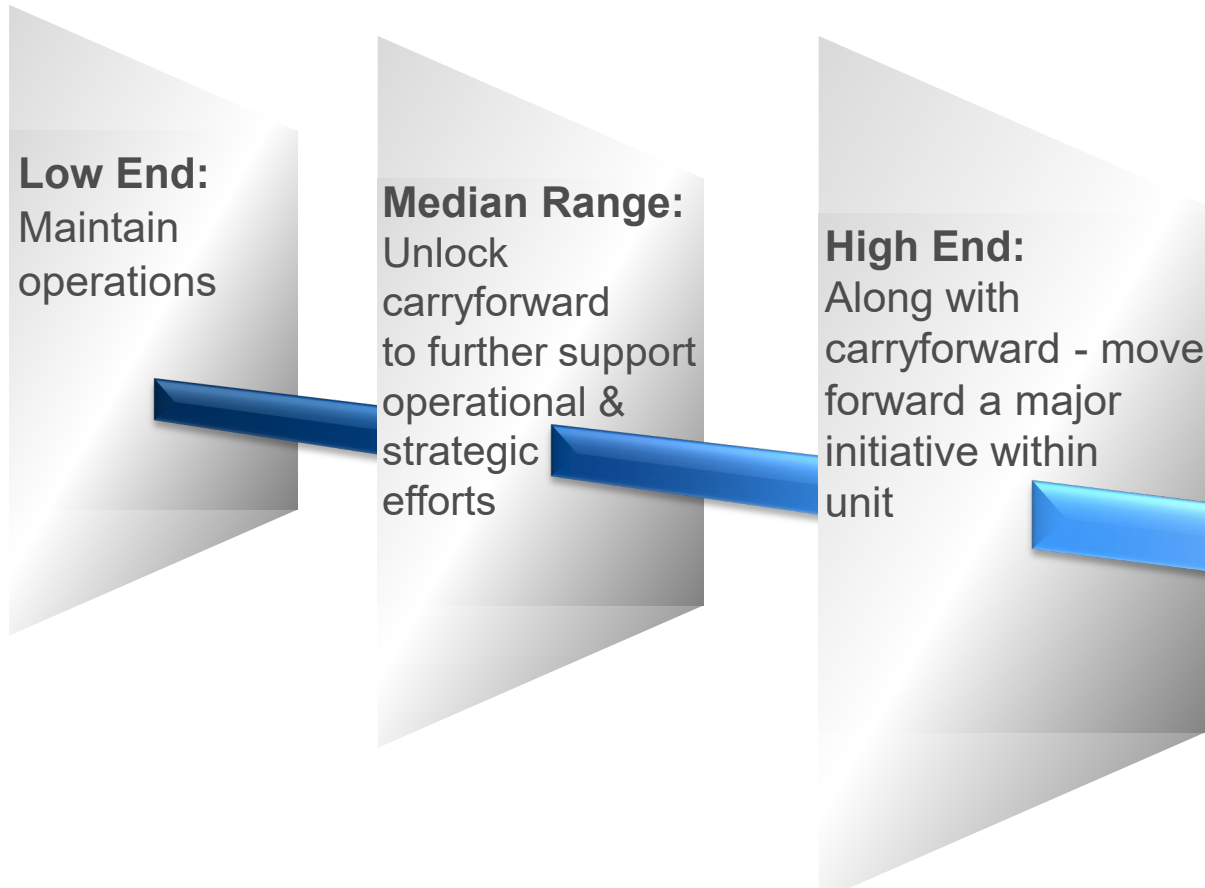 Low End:
Maintain
operations
Median Range:
Unlock
carryforward
to further support
operational &
strategic
efforts
High End:
Along with
carryforward - move
forward a major
initiative within
unit